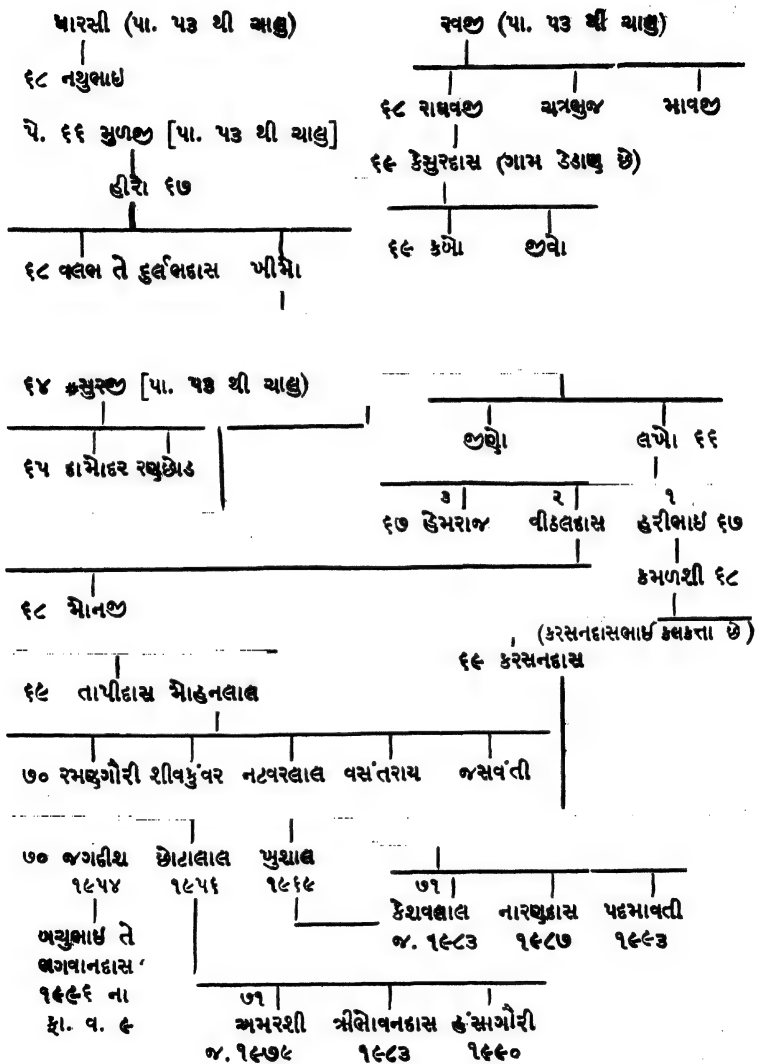 ધારસી (પા. ૫૩ થી ચાલુ)
૬૮ નથુભાઇ
પે. ૬૬ મુળજી [પા. ૫૩ થી ચાલુ]
હીરો ૬૭
૬૮ વલભ તે દુર્લભદાસ ખીમો
રવજી (પા. ૫૩ થી ચાલુ)
૬૮ રાઘવજી ચત્રભુજ માવજી
૬૯ કેસુરદાસ (ગામ ડેડાણ છે)
૬૯ કબો જીવો
૬૪ સુરજી [પા. ૫૩ થી ચાલુ)
૬૫ દામોદર રણછોડ
જીણો લખો ૬૬
૩ ૨ ૧
૬૭ હેમરાજ વીઠલદાસ હરીભાઇ ૬૭
કમળશી ૬૮
૬૮ મોનજી
(કરસનદાસભાઈ કલકત્તા છે)
૬૯ કરસનદાસ
૬૯ તાપીદાસ મોહનલાલ
૭૦ રમણગૌરી શીવકુંવર નટવરલાલ વસંતરાય જસવંતી
૭૦ જગદીશ છોટાલાલ ખુશાલ
૧૯૫૪ ૧૯૫૬ ૧૯૬૯
૭૧
કેશવલાલ નારણદાસ પદમાવતી
જ. ૧૯૮૩ ૧૯૮૭ ૧૯૯૩
બચુભાઇ તે
ભગવાનદાસ
૧૯૯૬ ના
ફા. વ. ૯
૭૧
અમરશી ત્રીભોવનદાસ હંસાગૌરી
જ. ૧૯૭૯ ૧૯૮૩ ૧૯૯૦